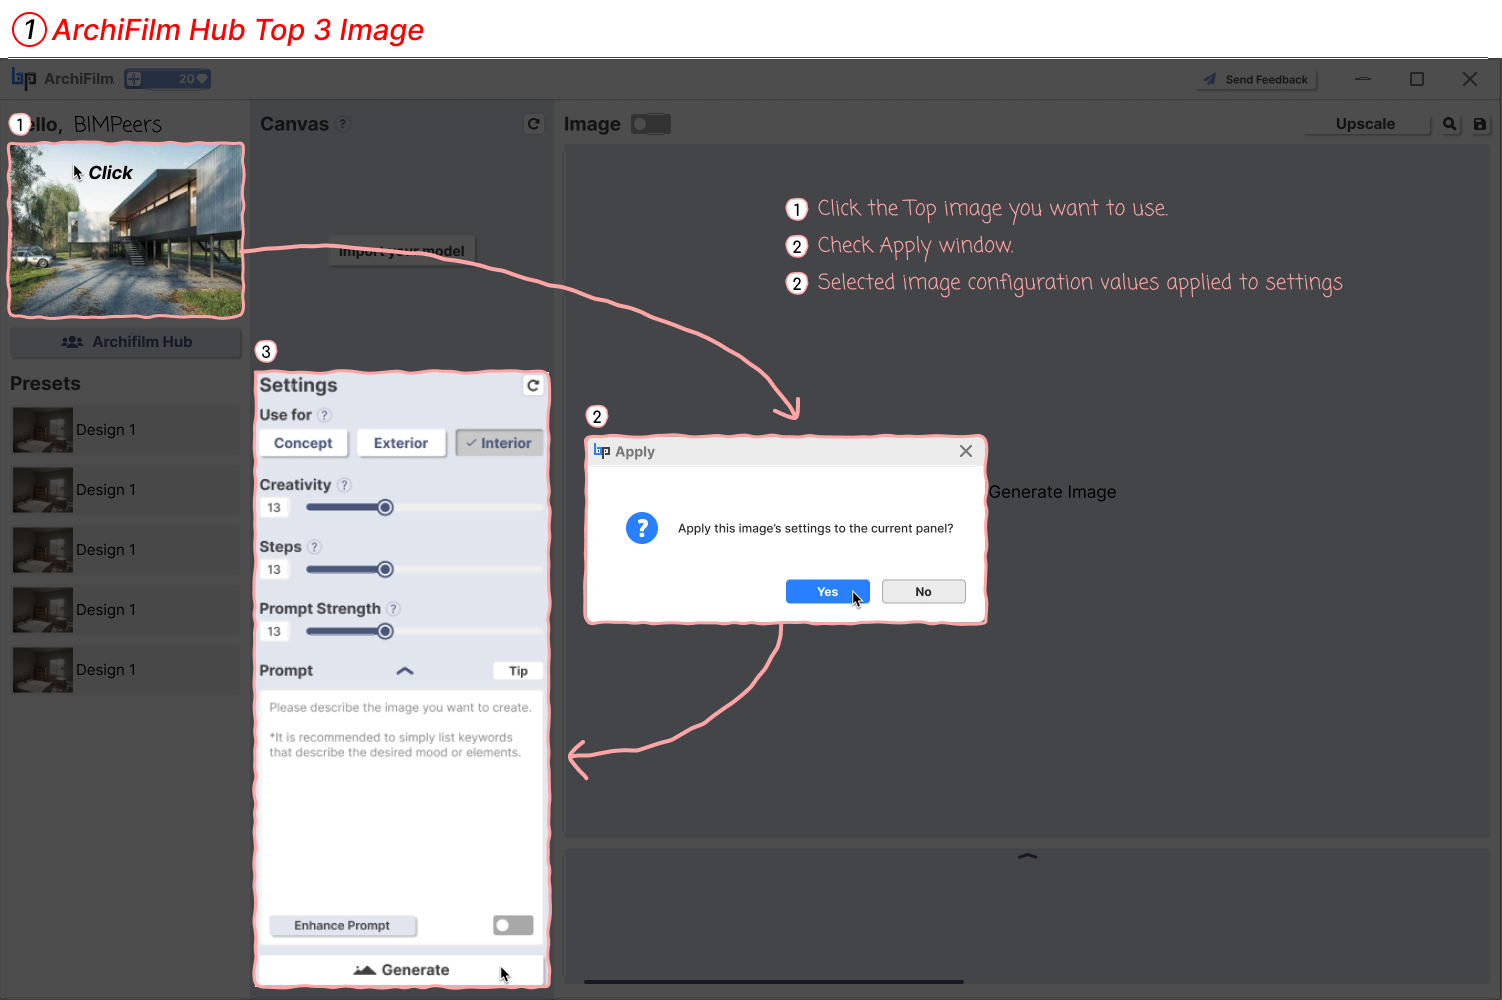 1 ArchiFilm Hub Top 3 Image
bp ArchiFilm 20 Send Feedback
1 ello, BIMPeers
Canvas ?
Image
Upscale
Click
1 Click the Top image you want to use.
2 Check Apply window.
2 Selected image configuration values applied to settings
Import your model
Archifilm Hub
Presets
Design 1
Design 1
Design 1
Design 1
Design 1
3
Settings
Use for ?
Concept Exterior Interior
Creativity ?
13
Steps ?
13
Prompt Strength ?
13
Prompt Tip
Please describe the image you want to create.
*It is recommended to simply list keywords
that describe the desired mood or elements.
Enhance Prompt
Generate
2
bp Apply
? Apply this image's settings to the current panel?
Yes No
Generate Image